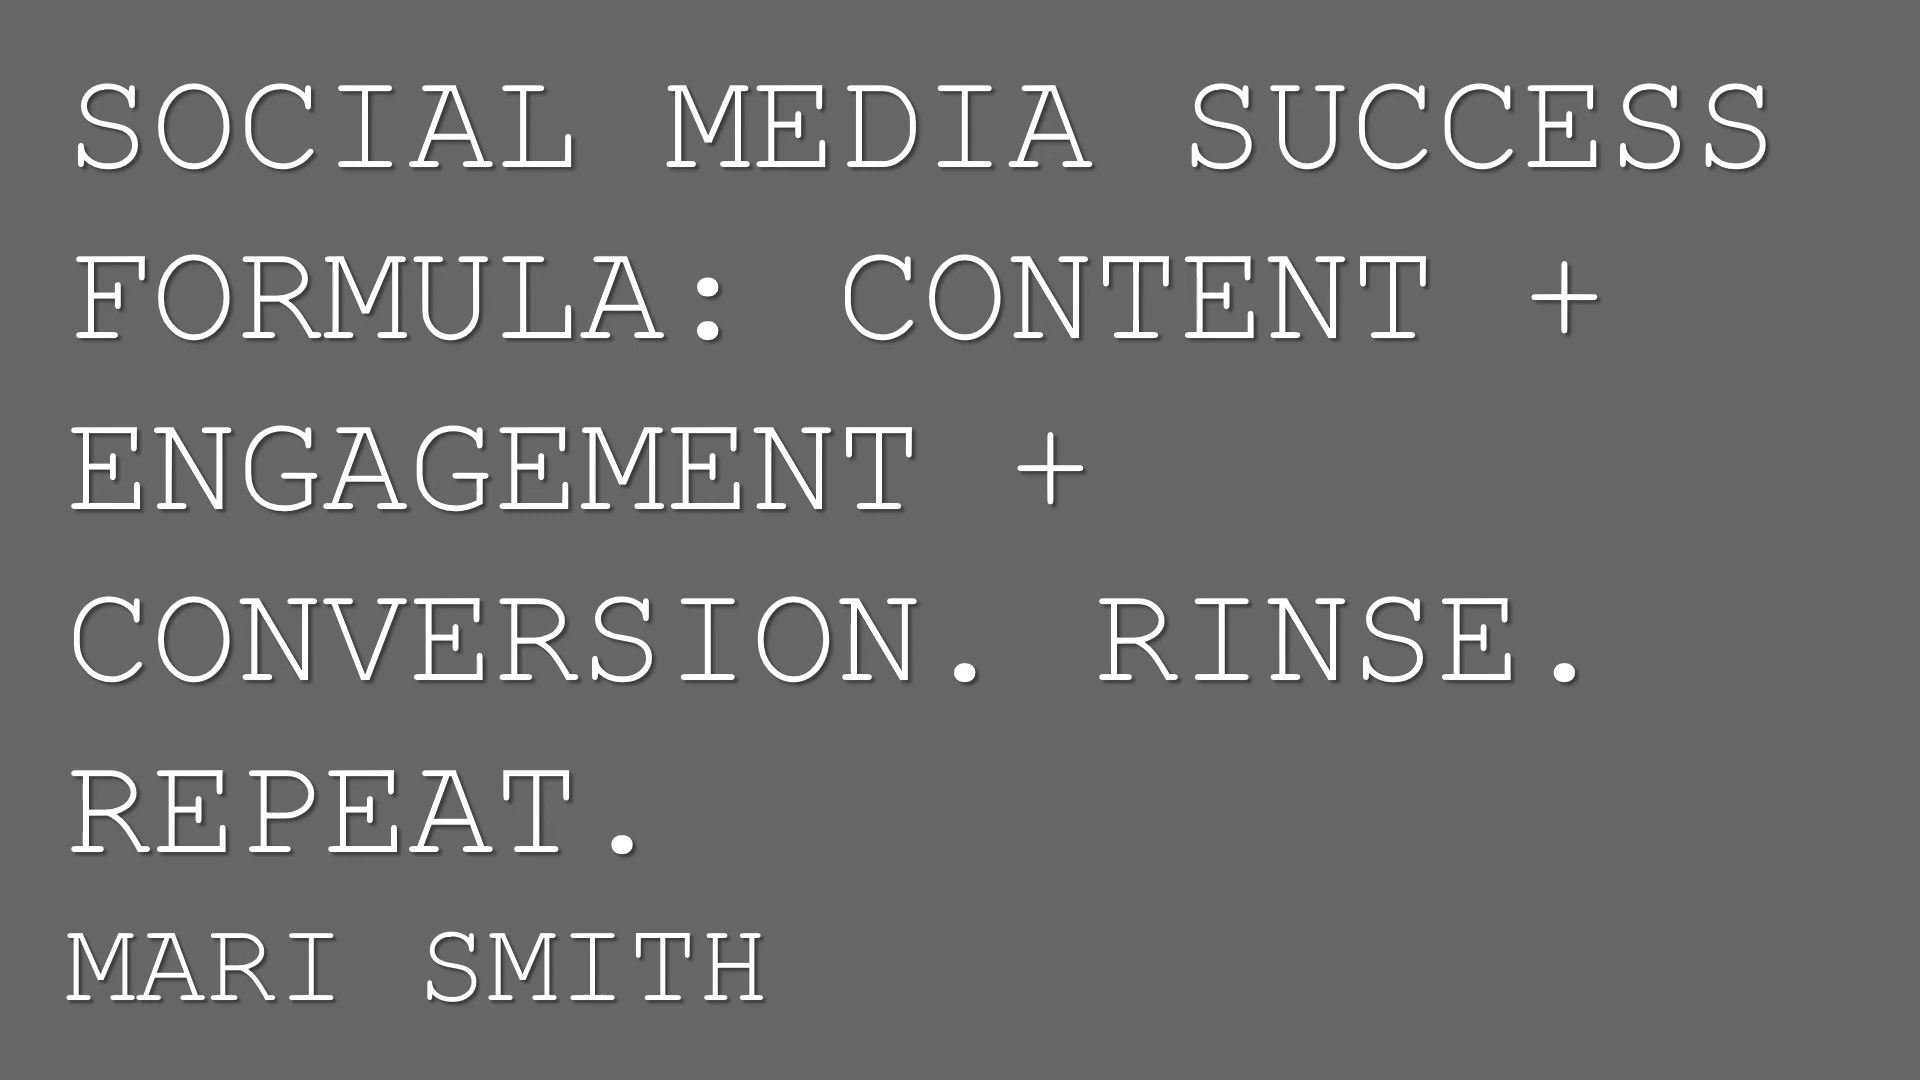 SOCIAL MEDIA SUCCESS
FORMULA: CONTENT +
ENGAGEMENT +
CONVERSION. RINSE.
REPEAT.
MARI SMITH